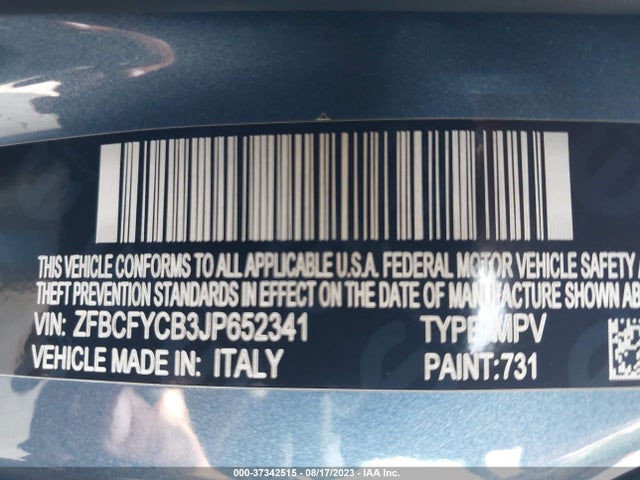 THIS VEHICLE CONFORMS TO ALL APPLICABLE U.S.A. FEDERAL MOTOR VEHICLE SAFETY
THEFT PREVENTION STANDARDS IN EFFECT ON THE DATE OF MANUFACTURE SHOWN ABO
VIN: ZFBCFYCB3JP652341 TYPE: MPV
VEHICLE MADE IN: ITALY PAINT:731
000-37342515 - 08/17/2023 - IAA Inc.